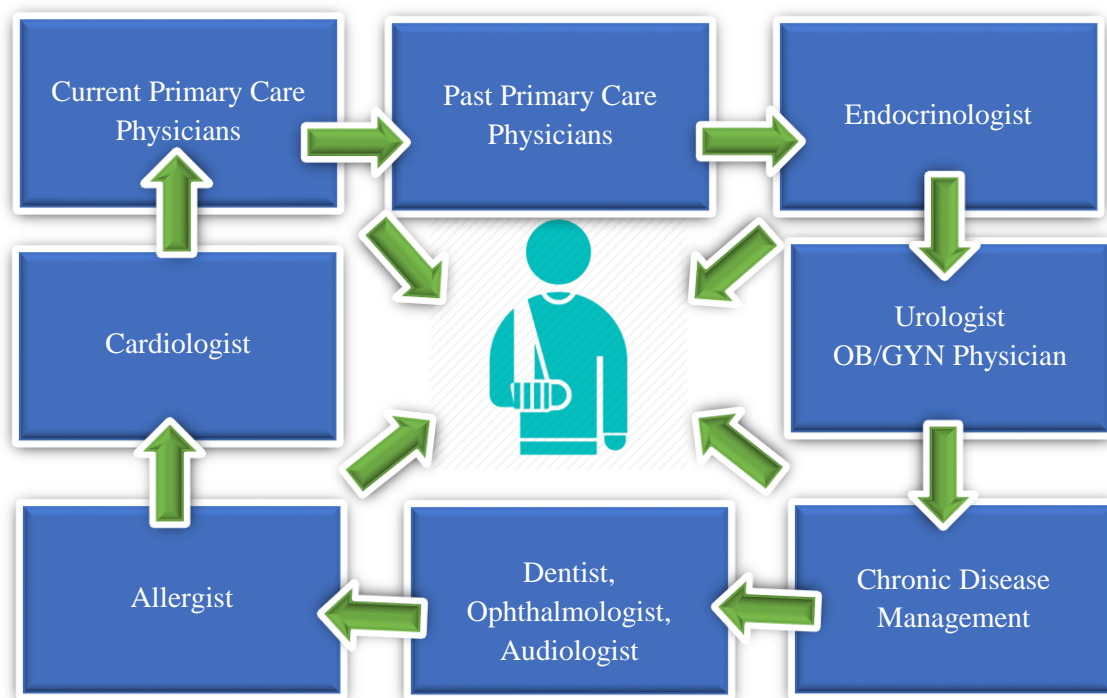 Current Primary Care
Physicians
Past Primary Care
Physicians
Endocrinologist
Cardiologist
Urologist
OB/GYN Physician
Allergist
Dentist,
Ophthalmologist,
Audiologist
Chronic Disease
Management